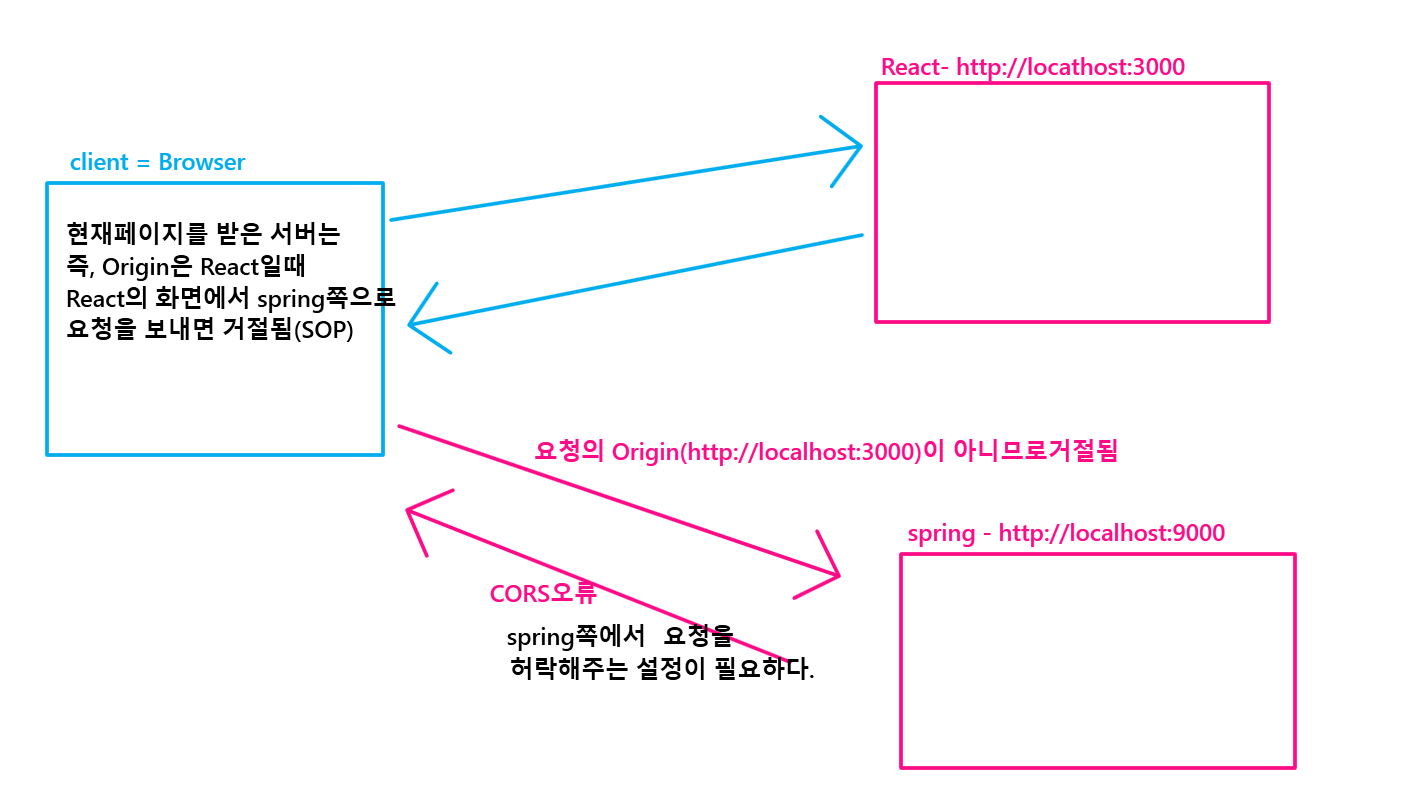 React- http://locathost:3000
client = Browser
현재페이지를 받은 서버는
즉, Origin은 React일때
React의 화면에서 spring쪽으로
요청을 보내면 거절됨(SOP)
요청의 Origin(http://localhost:3000)이 아니므로거절됨
spring - http://localhost:9000
CORS오류
spring쪽에서 요청을
허락해주는 설정이 필요하다.